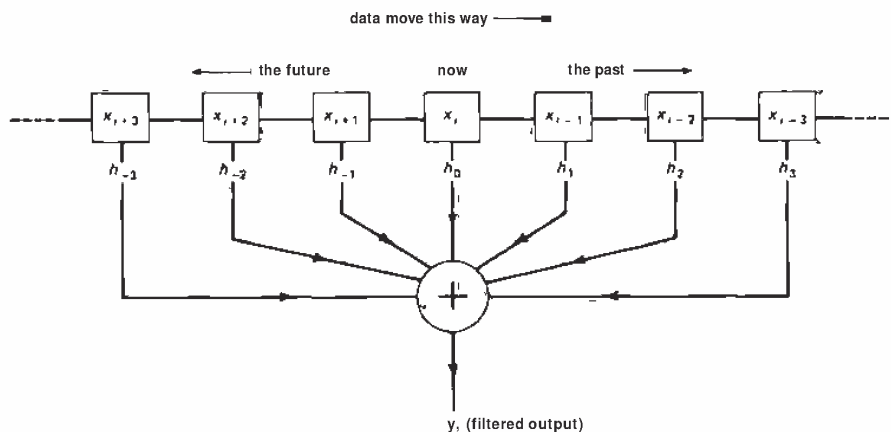 data move this way
the future now the past
x_{t+3} x_{t+2} x_{t+1} x_t x_{t-1} x_{t-2} x_{t-3}
h_{-3} h_{-2} h_{-1} h_0 h_1 h_2 h_3
+
y, (filtered output)